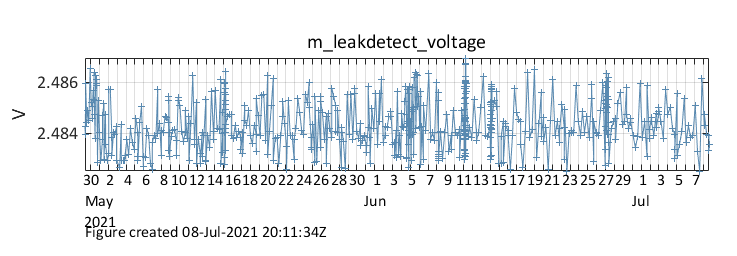 m_leakdetect_voltage
2.486
V
2.484
30 2 4 6 8 10 12 14 16 18 20 22 24 26 28 30 1 3 5 7 9 11 13 15 17 19 21 23 25 27 29 1 3 5 7
May Jun Jul
2021
Figure created 08-Jul-2021 20:11:34Z